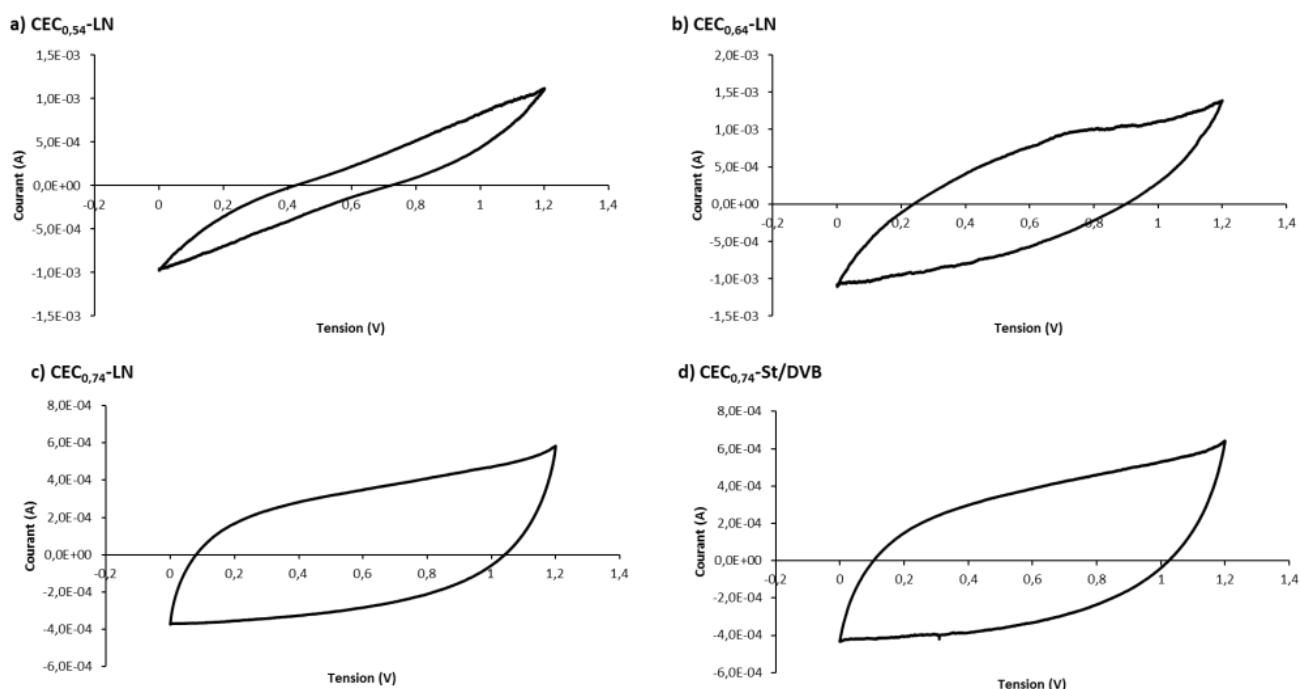 a) CEC0,54-LN
1,5E-03
1,0E-03
5,0E-04
0,0E+00
-5,0E-04
-1,0E-03
-1,5E-03
-0,2 0 0,2 0,4 0,6 0,8 1 1,2 1,4
Courant (A)
Tension (V)
b) CEC0,64-LN
2,0E-03
1,5E-03
1,0E-03
5,0E-04
0,0E+00
-5,0E-04
-1,0E-03
-1,5E-03
-0,2 0 0,2 0,4 0,6 0,8 1 1,2 1,4
Courant (A)
Tension (V)
c) CEC0,74-LN
8,0E-04
6,0E-04
4,0E-04
2,0E-04
0,0E+00
-2,0E-04
-4,0E-04
-6,0E-04
-0,2 0 0,2 0,4 0,6 0,8 1 1,2 1,4
Courant (A)
Tension (V)
d) CEC0,74-St/DVB
8,0E-04
6,0E-04
4,0E-04
2,0E-04
0,0E+00
-2,0E-04
-4,0E-04
-6,0E-04
-0,2 0 0,2 0,4 0,6 0,8 1 1,2 1,4
Courant (A)
Tension (V)